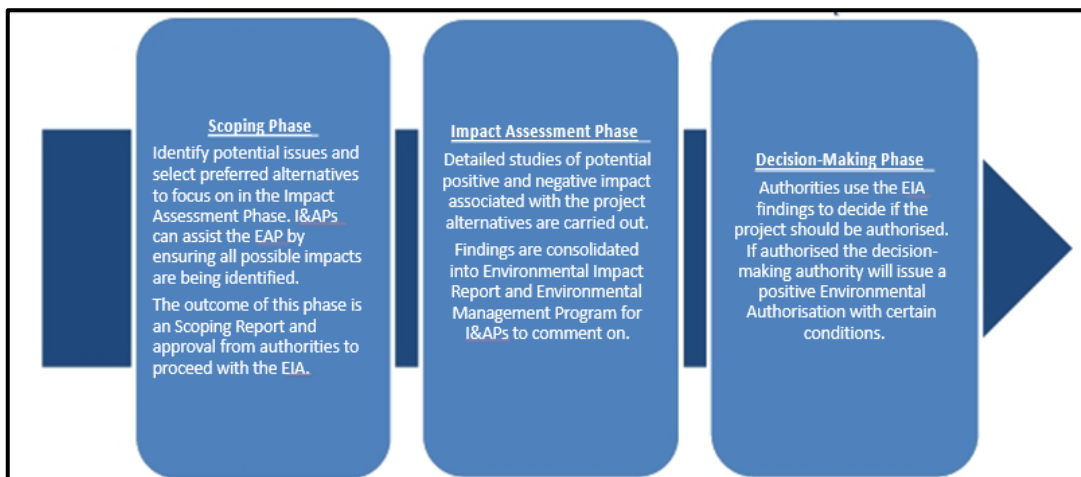 Scoping Phase
Identify potential issues and
select preferred alternatives
to focus on in the Impact
Assessment Phase. I&APs
can assist the EAP by
ensuring all possible impacts
are being identified.
The outcome of this phase is
an Scoping Report and
approval from authorities to
proceed with the EIA.
Impact Assessment Phase
Detailed studies of potential
positive and negative impact
associated with the project
alternatives are carried out.
Findings are consolidated
into Environmental Impact
Report and Environmental
Management Program for
I&APs to comment on.
Decision-Making Phase
Authorities use the EIA
findings to decide if the
project should be authorised.
If authorised the decision-
making authority will issue a
positive Environmental
Authorisation with certain
conditions.